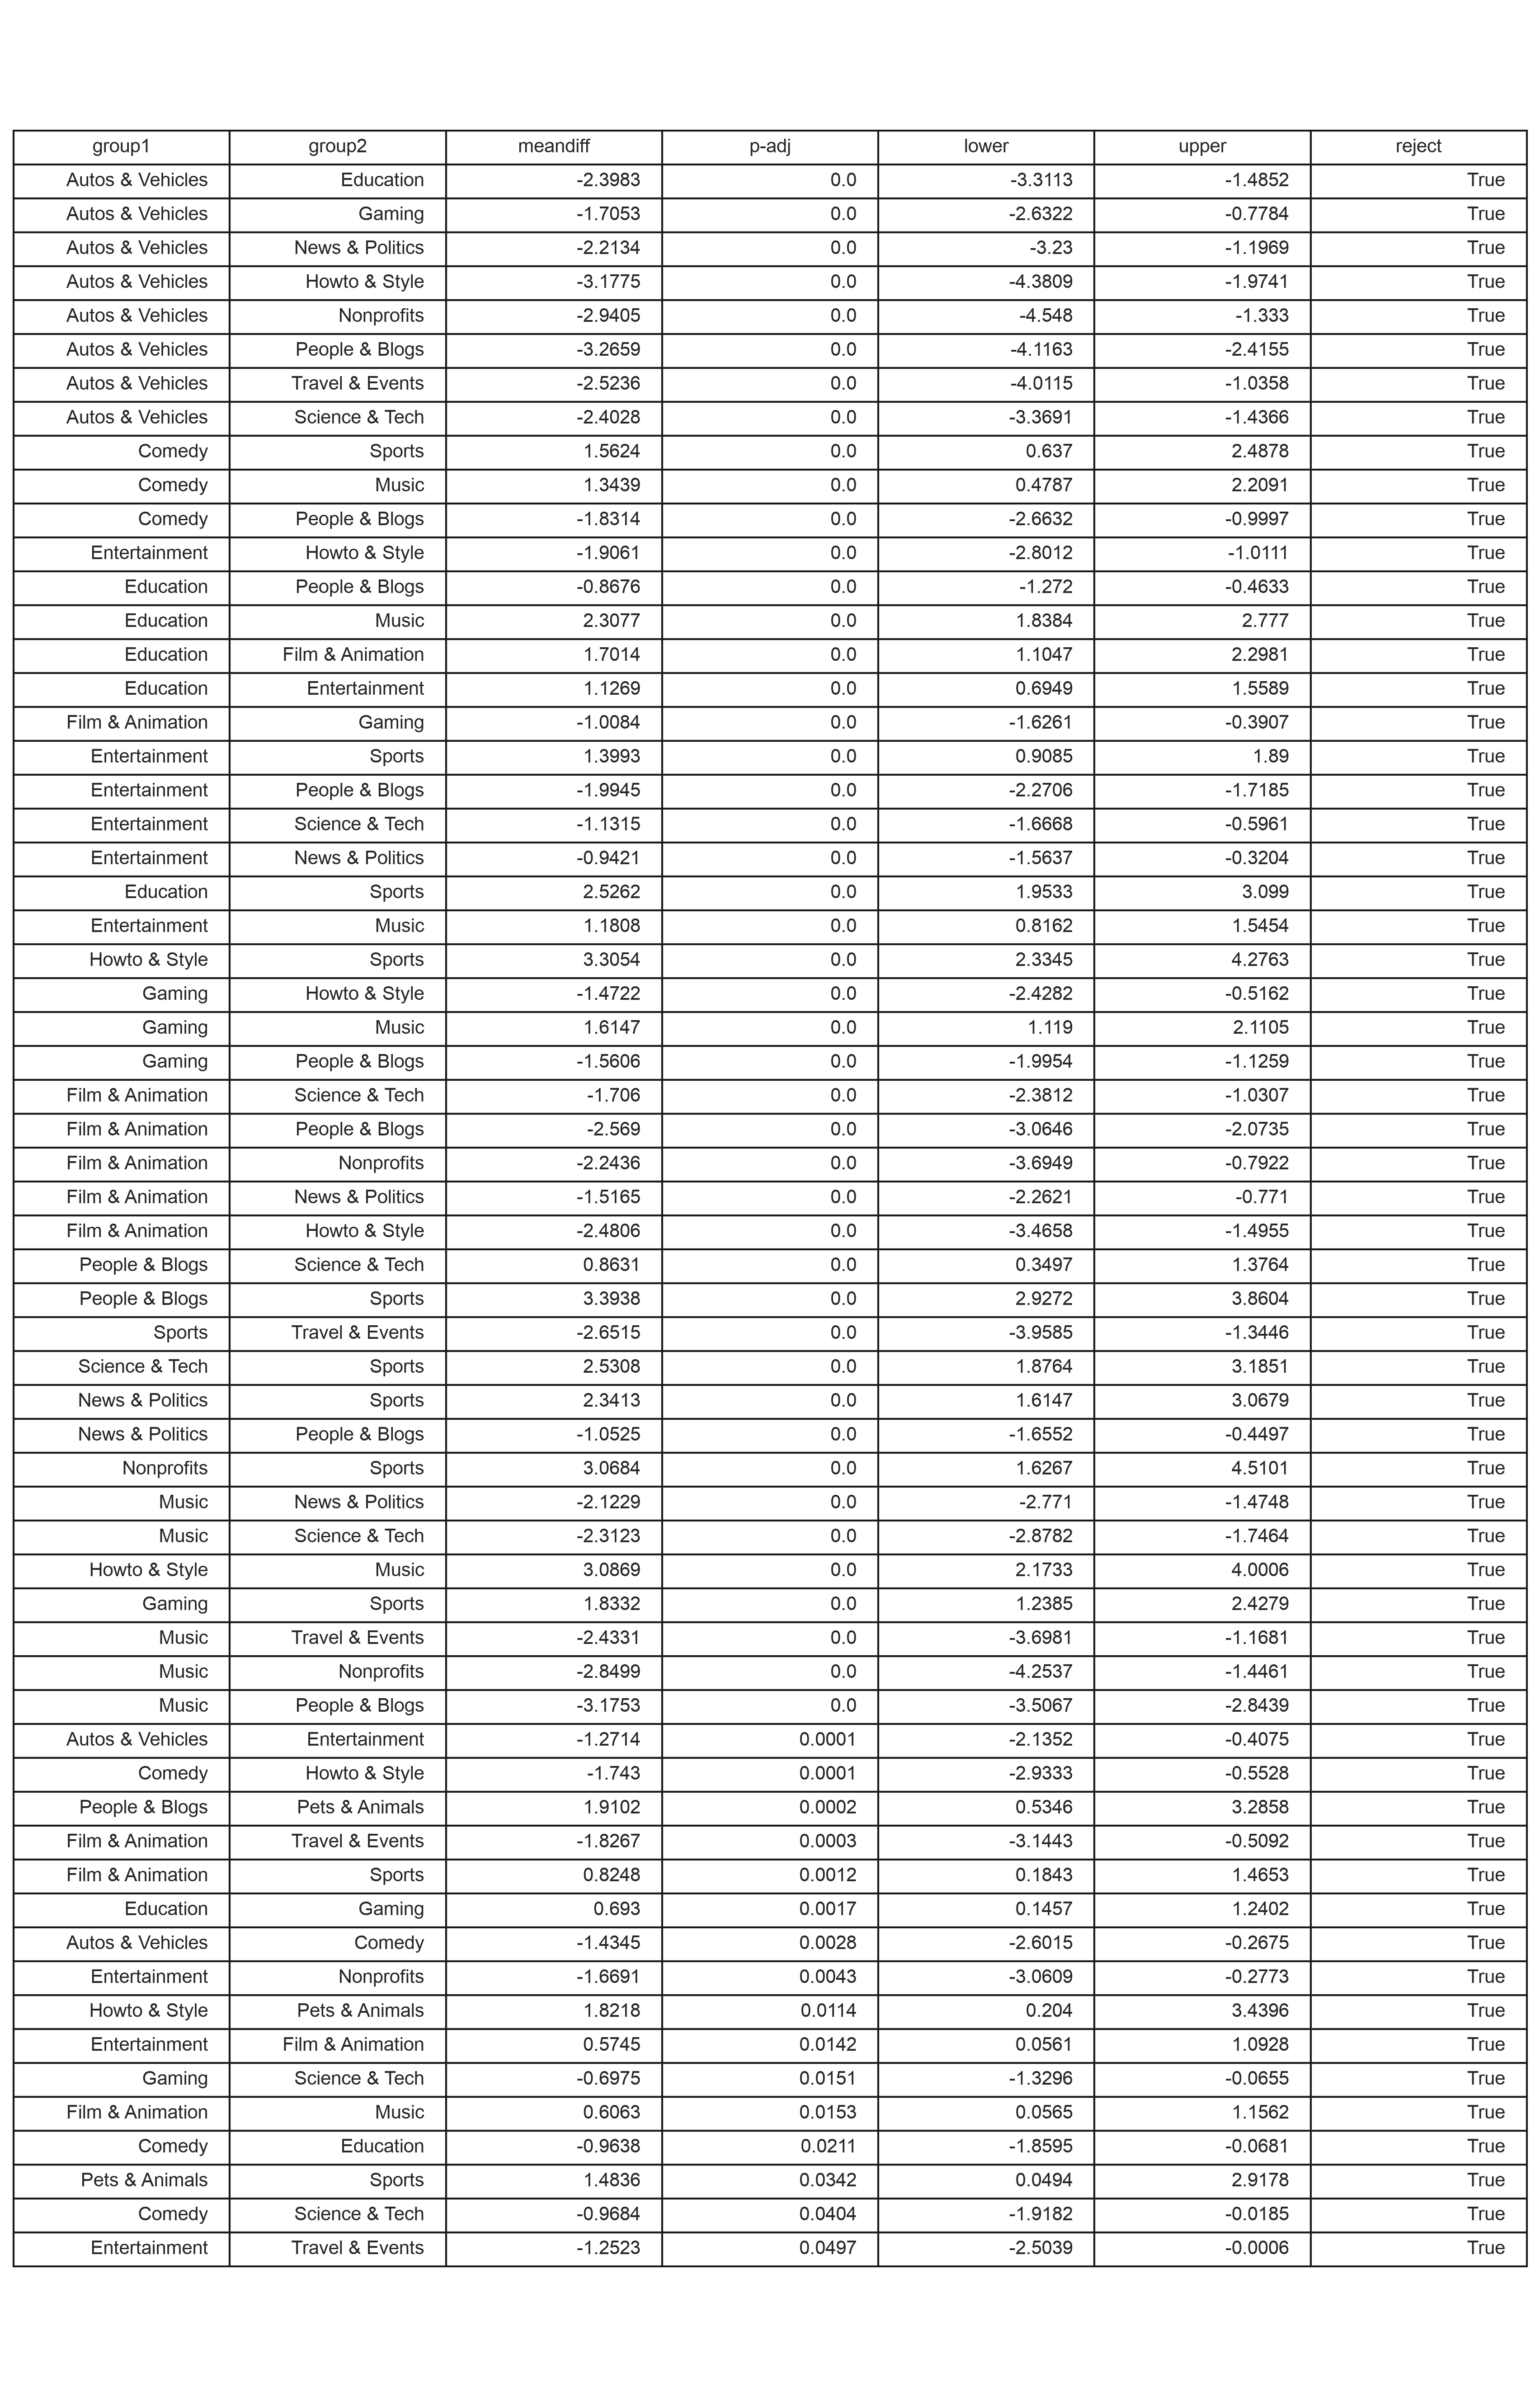 group1 group2 meandiff p-adj lower upper reject
Autos & Vehicles Education -2.3983 0.0 -3.3113 -1.4852 True
Autos & Vehicles Gaming -1.7053 0.0 -2.6322 -0.7784 True
Autos & Vehicles News & Politics -2.2134 0.0 -3.23 -1.1969 True
Autos & Vehicles Howto & Style -3.1775 0.0 -4.3809 -1.9741 True
Autos & Vehicles Nonprofits -2.9405 0.0 -4.548 -1.333 True
Autos & Vehicles People & Blogs -3.2659 0.0 -4.1163 -2.4155 True
Autos & Vehicles Travel & Events -2.5236 0.0 -4.0115 -1.0358 True
Autos & Vehicles Science & Tech -2.4028 0.0 -3.3691 -1.4366 True
Comedy Sports 1.5624 0.0 0.637 2.4878 True
Comedy Music 1.3439 0.0 0.4787 2.2091 True
Comedy People & Blogs -1.8314 0.0 -2.6632 -0.9997 True
Entertainment Howto & Style -1.9061 0.0 -2.8012 -1.0111 True
Education People & Blogs -0.8676 0.0 -1.272 -0.4633 True
Education Music 2.3077 0.0 1.8384 2.777 True
Education Film & Animation 1.7014 0.0 1.1047 2.2981 True
Education Entertainment 1.1269 0.0 0.6949 1.5589 True
Film & Animation Gaming -1.0084 0.0 -1.6261 -0.3907 True
Entertainment Sports 1.3993 0.0 0.9085 1.89 True
Entertainment People & Blogs -1.9945 0.0 -2.2706 -1.7185 True
Entertainment Science & Tech -1.1315 0.0 -1.6668 -0.5961 True
Entertainment News & Politics -0.9421 0.0 -1.5637 -0.3204 True
Education Sports 2.5262 0.0 1.9533 3.099 True
Entertainment Music 1.1808 0.0 0.8162 1.5454 True
Howto & Style Sports 3.3054 0.0 2.3345 4.2763 True
Gaming Howto & Style -1.4722 0.0 -2.4282 -0.5162 True
Gaming Music 1.6147 0.0 1.119 2.1105 True
Gaming People & Blogs -1.5606 0.0 -1.9954 -1.1259 True
Film & Animation Science & Tech -1.706 0.0 -2.3812 -1.0307 True
Film & Animation People & Blogs -2.569 0.0 -3.0646 -2.0735 True
Film & Animation Nonprofits -2.2436 0.0 -3.6949 -0.7922 True
Film & Animation News & Politics -1.5165 0.0 -2.2621 -0.771 True
Film & Animation Howto & Style -2.4806 0.0 -3.4658 -1.4955 True
People & Blogs Science & Tech 0.8631 0.0 0.3497 1.3764 True
People & Blogs Sports 3.3938 0.0 2.9272 3.8604 True
Sports Travel & Events -2.6515 0.0 -3.9585 -1.3446 True
Science & Tech Sports 2.5308 0.0 1.8764 3.1851 True
News & Politics Sports 2.3413 0.0 1.6147 3.0679 True
News & Politics People & Blogs -1.0525 0.0 -1.6552 -0.4497 True
Nonprofits Sports 3.0684 0.0 1.6267 4.5101 True
Music News & Politics -2.1229 0.0 -2.771 -1.4748 True
Music Science & Tech -2.3123 0.0 -2.8782 -1.7464 True
Howto & Style Music 3.0869 0.0 2.1733 4.0006 True
Gaming Sports 1.8332 0.0 1.2385 2.4279 True
Music Travel & Events -2.4331 0.0 -3.6981 -1.1681 True
Music Nonprofits -2.8499 0.0 -4.2537 -1.4461 True
Music People & Blogs -3.1753 0.0 -3.5067 -2.8439 True
Autos & Vehicles Entertainment -1.2714 0.0001 -2.1352 -0.4075 True
Comedy Howto & Style -1.743 0.0001 -2.9333 -0.5528 True
People & Blogs Pets & Animals 1.9102 0.0002 0.5346 3.2858 True
Film & Animation Travel & Events -1.8267 0.0003 -3.1443 -0.5092 True
Film & Animation Sports 0.8248 0.0012 0.1843 1.4653 True
Education Gaming 0.693 0.0017 0.1457 1.2402 True
Autos & Vehicles Comedy -1.4345 0.0028 -2.6015 -0.2675 True
Entertainment Nonprofits -1.6691 0.0043 -3.0609 -0.2773 True
Howto & Style Pets & Animals 1.8218 0.0114 0.204 3.4396 True
Entertainment Film & Animation 0.5745 0.0142 0.0561 1.0928 True
Gaming Science & Tech -0.6975 0.0151 -1.3296 -0.0655 True
Film & Animation Music 0.6063 0.0153 0.0565 1.1562 True
Comedy Education -0.9638 0.0211 -1.8595 -0.0681 True
Pets & Animals Sports 1.4836 0.0342 0.0494 2.9178 True
Comedy Science & Tech -0.9684 0.0404 -1.9182 -0.0185 True
Entertainment Travel & Events -1.2523 0.0497 -2.5039 -0.0006 True